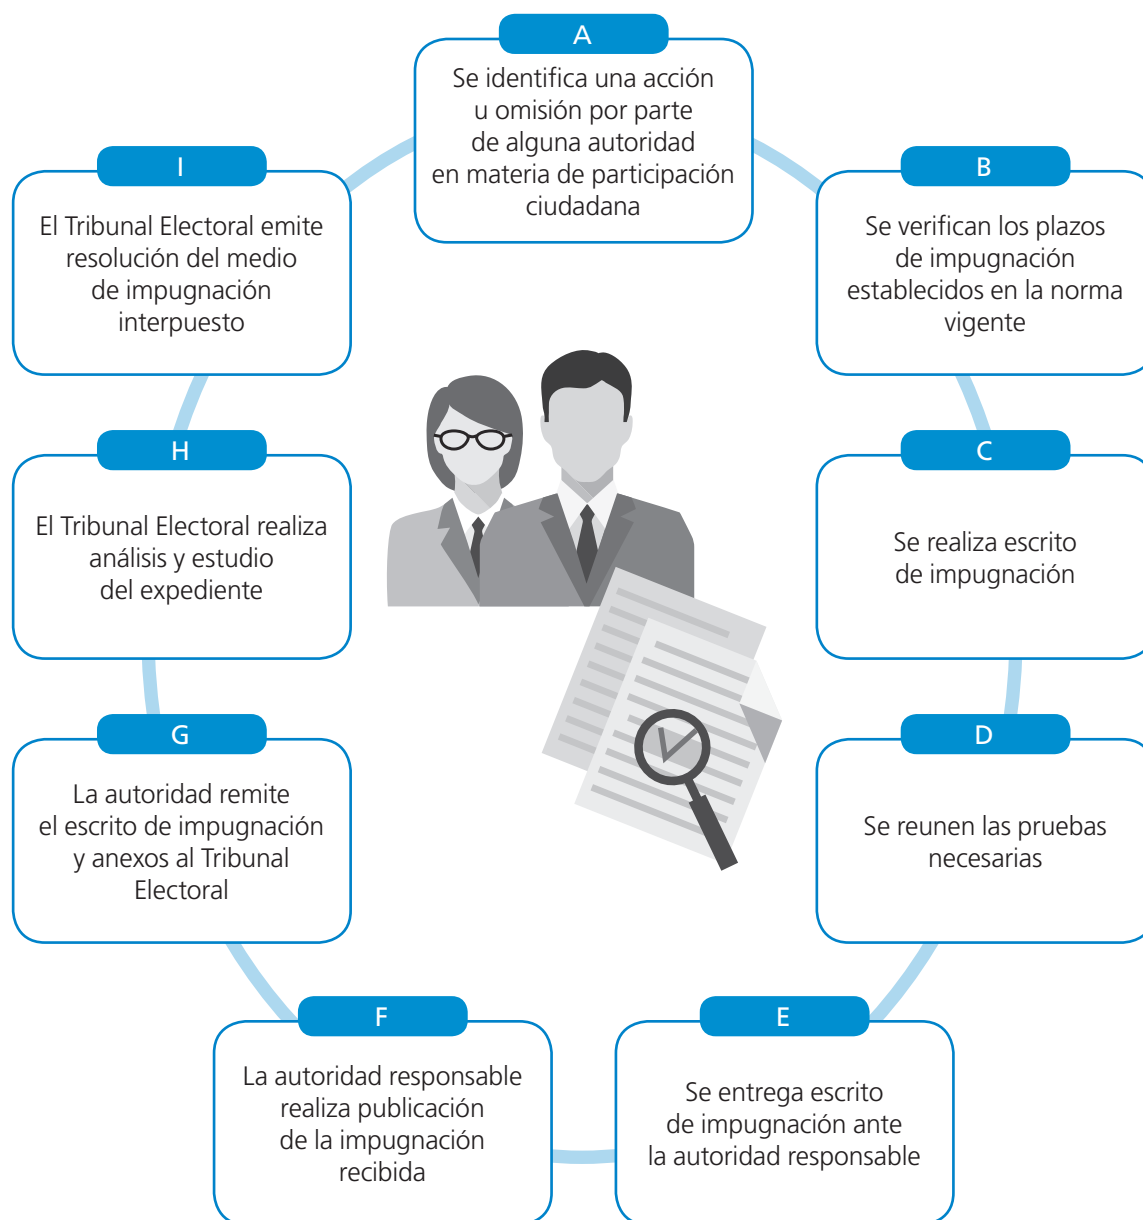 A
Se identifica una acción
u omisión por parte
de alguna autoridad
en materia de participación
ciudadana
B
Se verifican los plazos
de impugnación
establecidos en la norma
vigente
C
Se realiza escrito
de impugnación
D
Se reunen las pruebas
necesarias
E
Se entrega escrito
de impugnación ante
la autoridad responsable
F
La autoridad responsable
realiza publicación
de la impugnación
recibida
G
La autoridad remite
el escrito de impugnación
y anexos al Tribunal
Electoral
H
El Tribunal Electoral realiza
análisis y estudio
del expediente
I
El Tribunal Electoral emite
resolución del medio
de impugnación
interpuesto